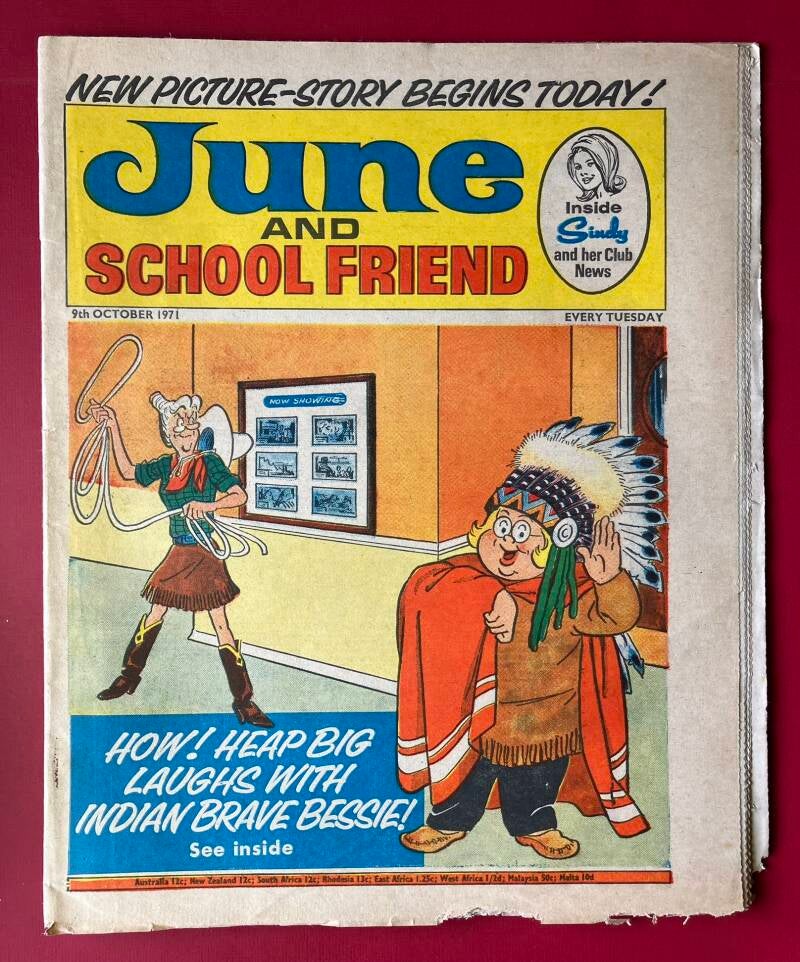 NEW PICTURE-STORY BEGINS TODAY!
June
AND
SCHOOL FRIEND
Inside
Sindy
and her Club
News
9th OCTOBER 1971
EVERY TUESDAY
NOW SHOWING
HOW! HEAP BIG
LAUGHS WITH
INDIAN BRAVE BESSIE!
See inside
Australia 12c; New Zealand 12c; South Africa 12c; Rhodesia 13c; East Africa 1.25c; West Africa 1/2d; Malaysia 50c; Malta 10d